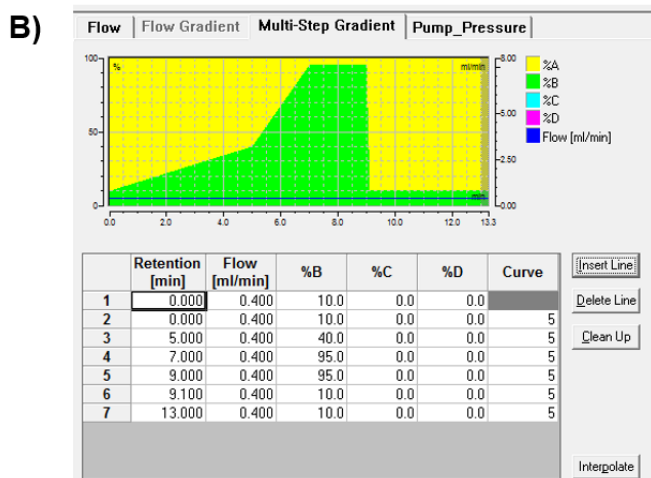 B)
Flow Flow Gradient Multi-Step Gradient Pump_Pressure
100 % ml/min 8.00
%A
%B
%C
%D
Flow [ml/min]
5.00
50
2.50
0 min 0.00
0.0 2.0 4.0 6.0 8.0 10.0 12.0 13.3
Retention [min] Flow [ml/min] %B %C %D Curve
1 0.000 0.400 10.0 0.0 0.0
2 0.000 0.400 10.0 0.0 0.0 5
3 5.000 0.400 40.0 0.0 0.0 5
4 7.000 0.400 95.0 0.0 0.0 5
5 9.000 0.400 95.0 0.0 0.0 5
6 9.100 0.400 10.0 0.0 0.0 5
7 13.000 0.400 10.0 0.0 0.0 5
Insert Line
Delete Line
Clean Up
Interpolate